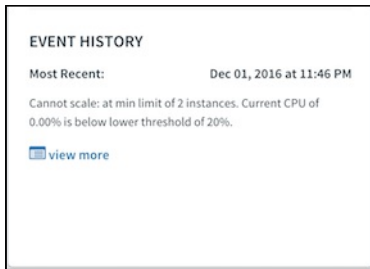 EVENT HISTORY
Most Recent: Dec 01, 2016 at 11:46 PM
Cannot scale: at min limit of 2 instances. Current CPU of
0.00% is below lower threshold of 20%.
view more